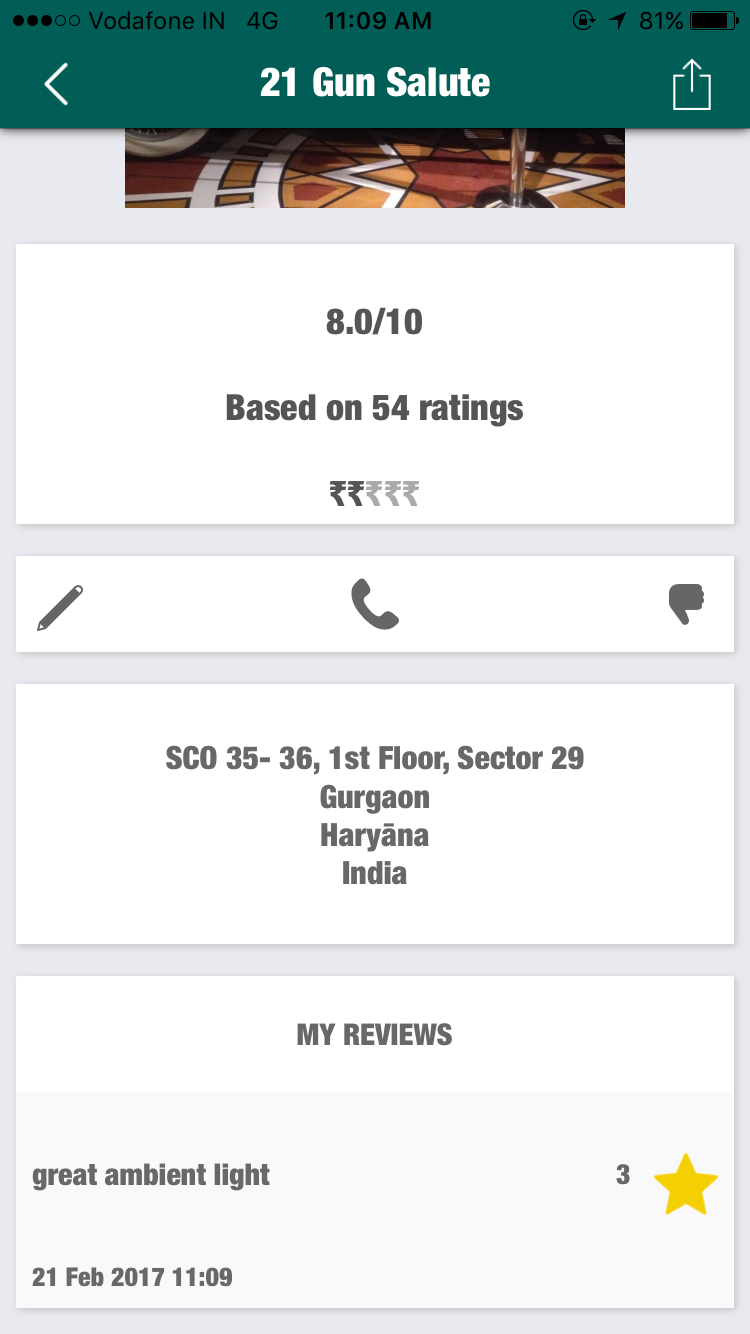 Vodafone IN 4G 11:09 AM 81%
21 Gun Salute
8.0/10
Based on 54 ratings
₹₹₹₹₹
SCO 35- 36, 1st Floor, Sector 29
Gurgaon
Haryāna
India
MY REVIEWS
great ambient light 3
21 Feb 2017 11:09